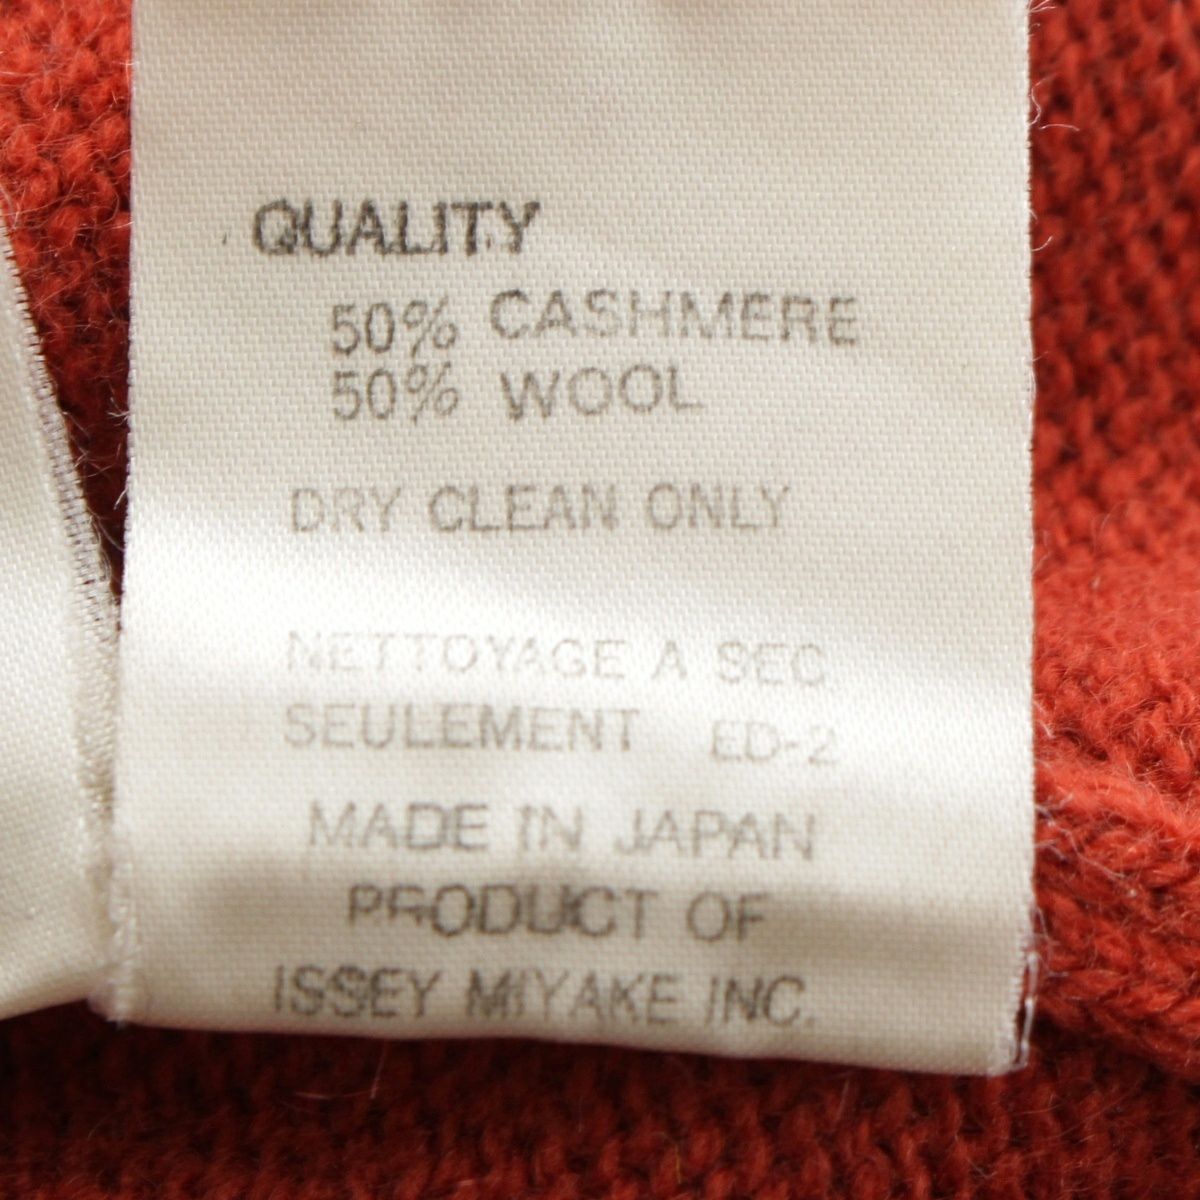 QUALITY
50% CASHMERE
50% WOOL
DRY CLEAN ONLY
NETTOYAGE A SEC
SEULEMENT ED-2
MADE IN JAPAN
PRODUCT OF
ISSEY MIYAKE INC.